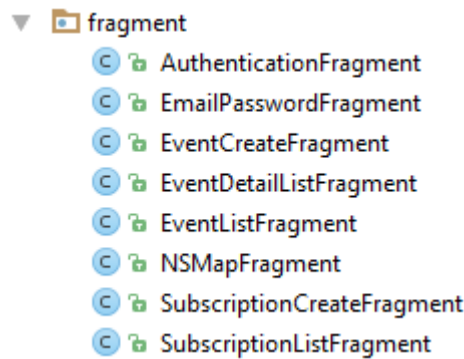 fragment
C AuthenticationFragment
C EmailPasswordFragment
C EventCreateFragment
C EventDetailListFragment
C EventListFragment
C NSMapFragment
C SubscriptionCreateFragment
C SubscriptionListFragment